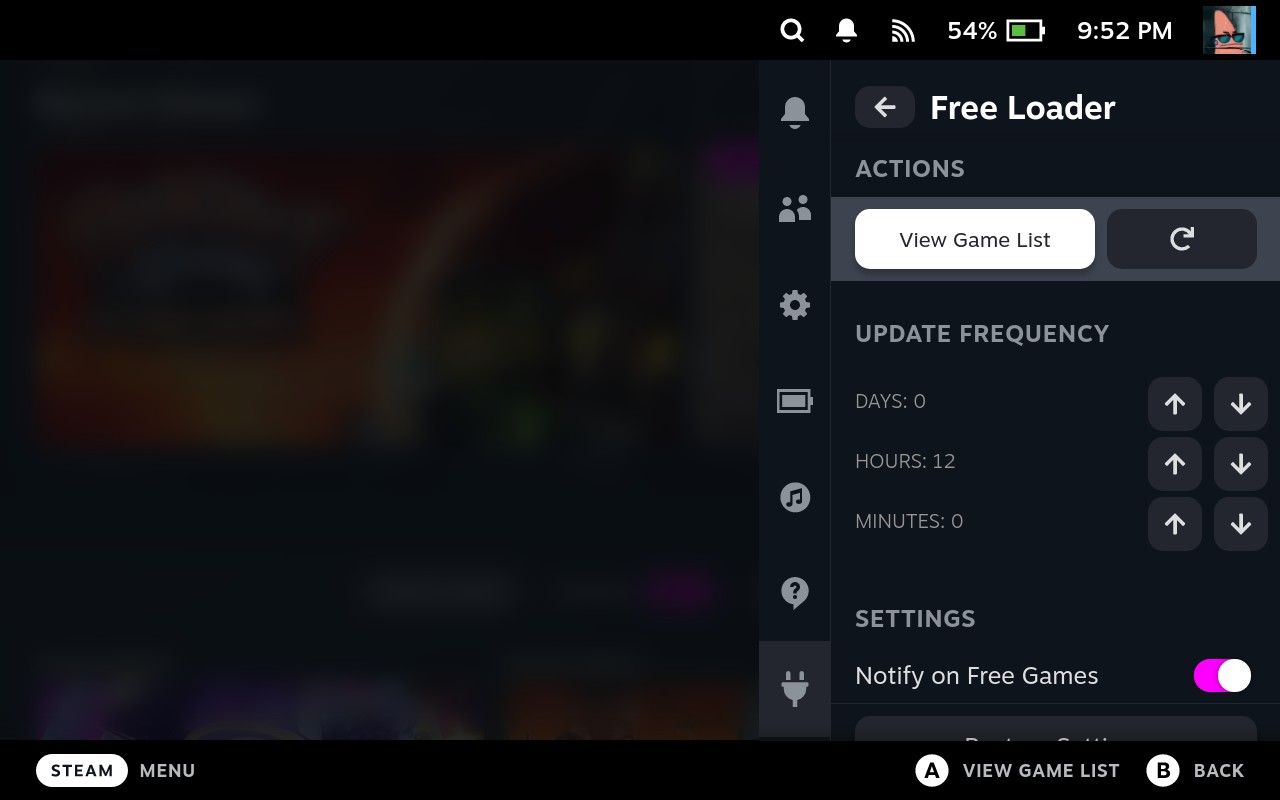 54%
9:52 PM
Free Loader
ACTIONS
View Game List
UPDATE FREQUENCY
DAYS: 0
HOURS: 12
MINUTES: 0
SETTINGS
Notify on Free Games
STEAM MENU
A VIEW GAME LIST B BACK